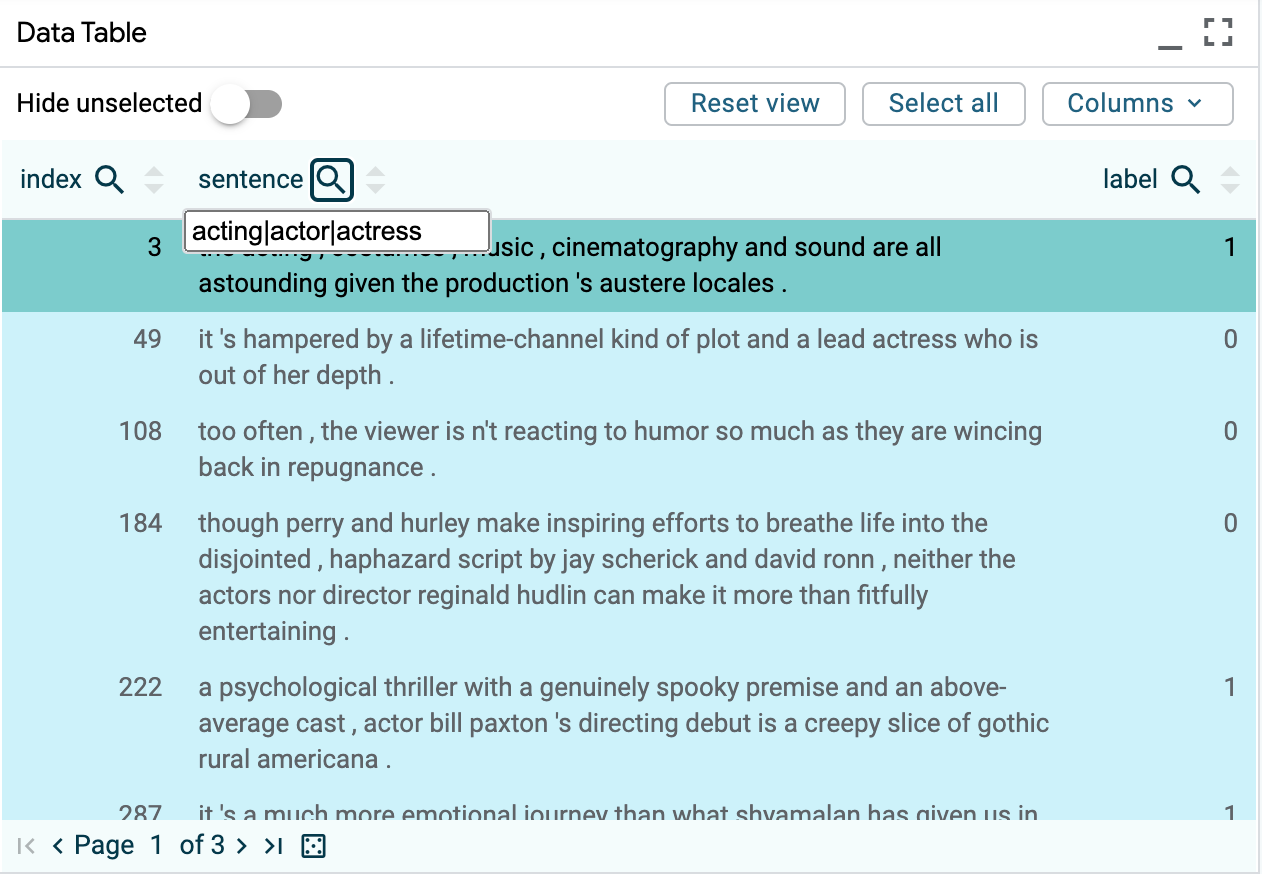 Data Table
Hide unselected
Reset view
Select all
Columns
index
sentence
label
acting|actor|actress
3
the acting , costumes , music , cinematography and sound are all
astounding given the production 's austere locales .
1
49
it 's hampered by a lifetime-channel kind of plot and a lead actress who is
out of her depth .
0
108
too often , the viewer is n't reacting to humor so much as they are wincing
back in repugnance .
0
184
though perry and hurley make inspiring efforts to breathe life into the
disjointed , haphazard script by jay scherick and david ronn , neither the
actors nor director reginald hudlin can make it more than fitfully
entertaining .
0
222
a psychological thriller with a genuinely spooky premise and an above-
average cast , actor bill paxton 's directing debut is a creepy slice of gothic
rural americana .
1
287
it 's a much more emotional journey than what shyamalan has given us in
1
Page 1 of 3